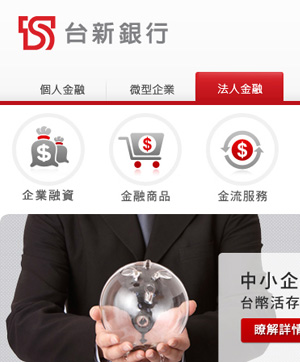 台新銀行
個人金融 微型企業 法人金融
$ $ $
企業融資 金融商品 金流服務
中小企
台幣活存
瞭解詳情